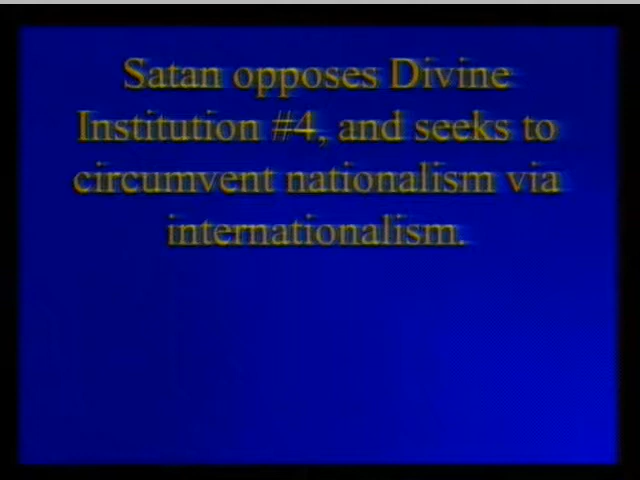 Satan opposes Divine
Institution #4, and seeks to
circumvent nationalism via
internationalism.